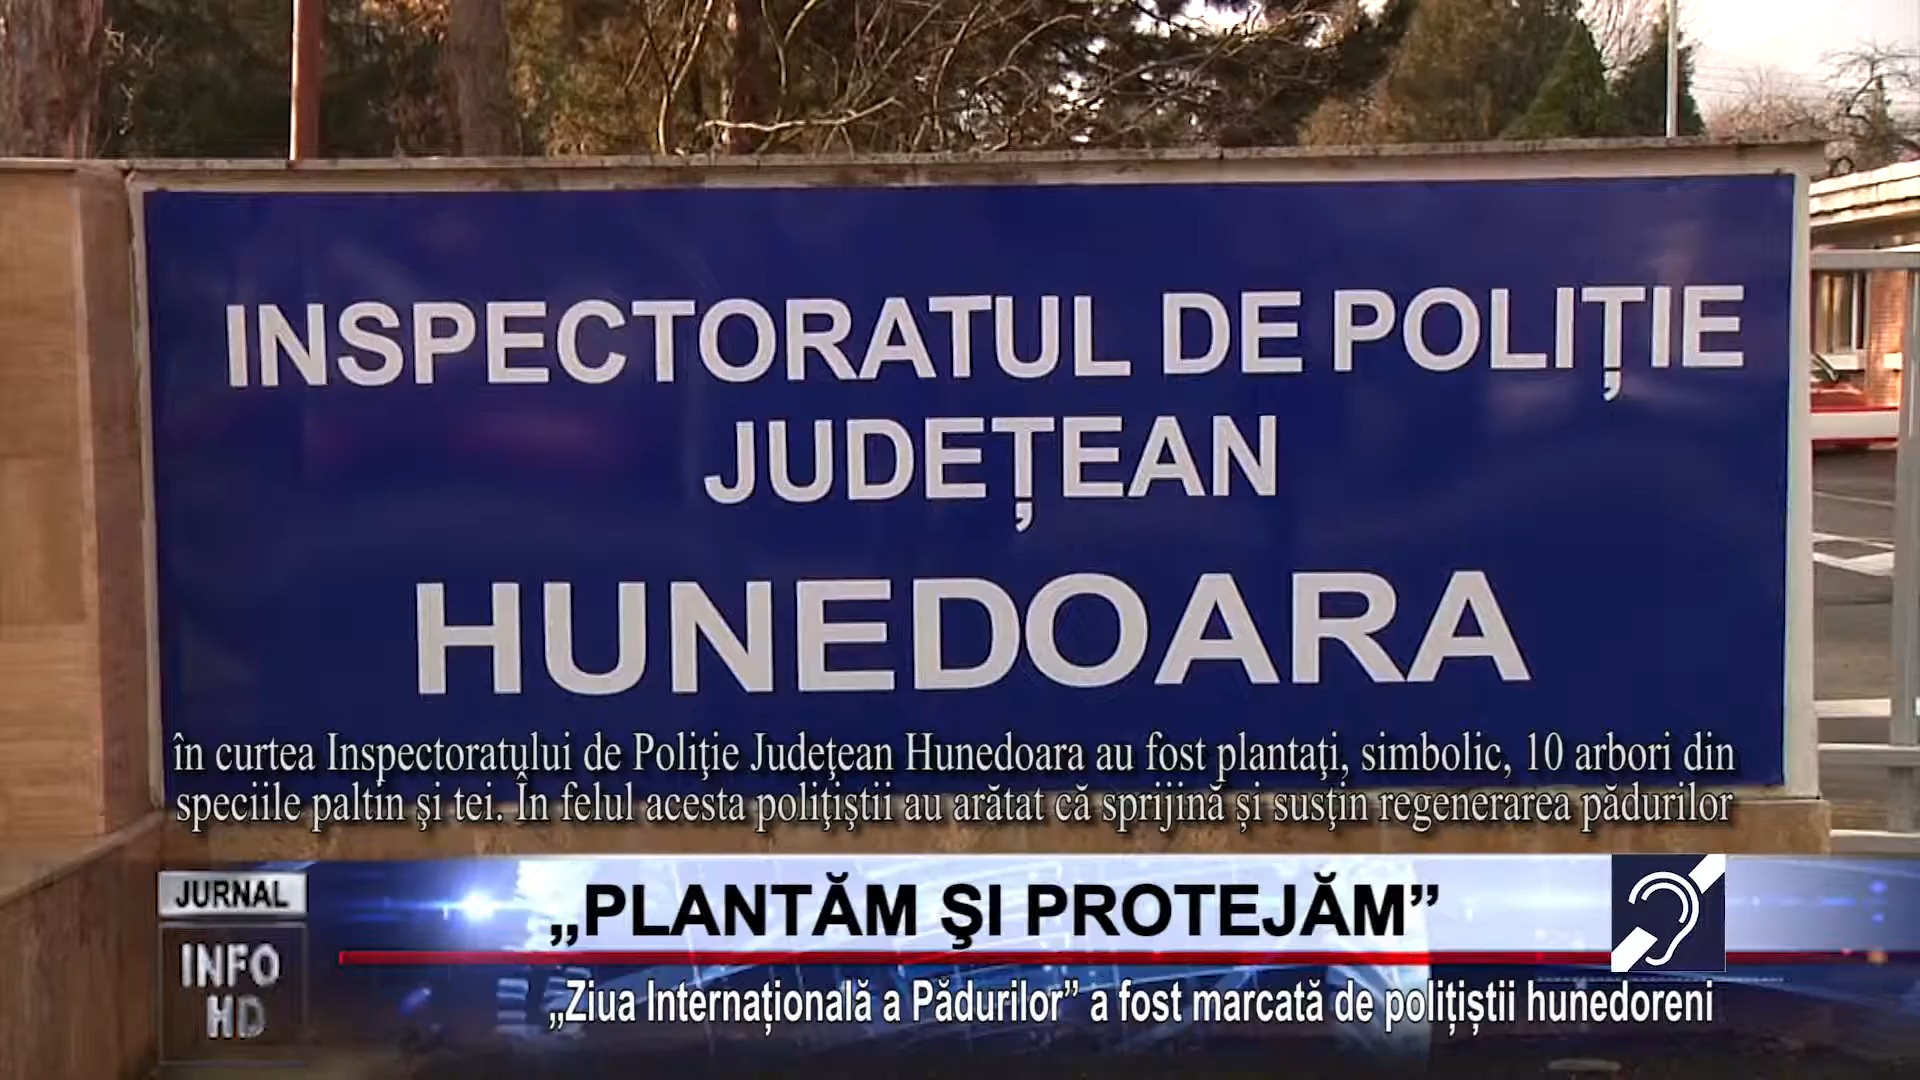 INSPECTORATUL DE POLIȚIE
JUDEȚEAN
HUNEDOARA
în curtea Inspectoratului de Poliţie Judeţean Hunedoara au fost plantaţi, simbolic, 10 arbori din
speciile paltin şi tei. În felul acesta poliţiştii au arătat că sprijină și susţin regenerarea pădurilor
JURNAL
INFO
HD
„PLANTĂM ŞI PROTEJĂM”
„Ziua Internațională a Pădurilor” a fost marcată de polițiștii hunedoreni